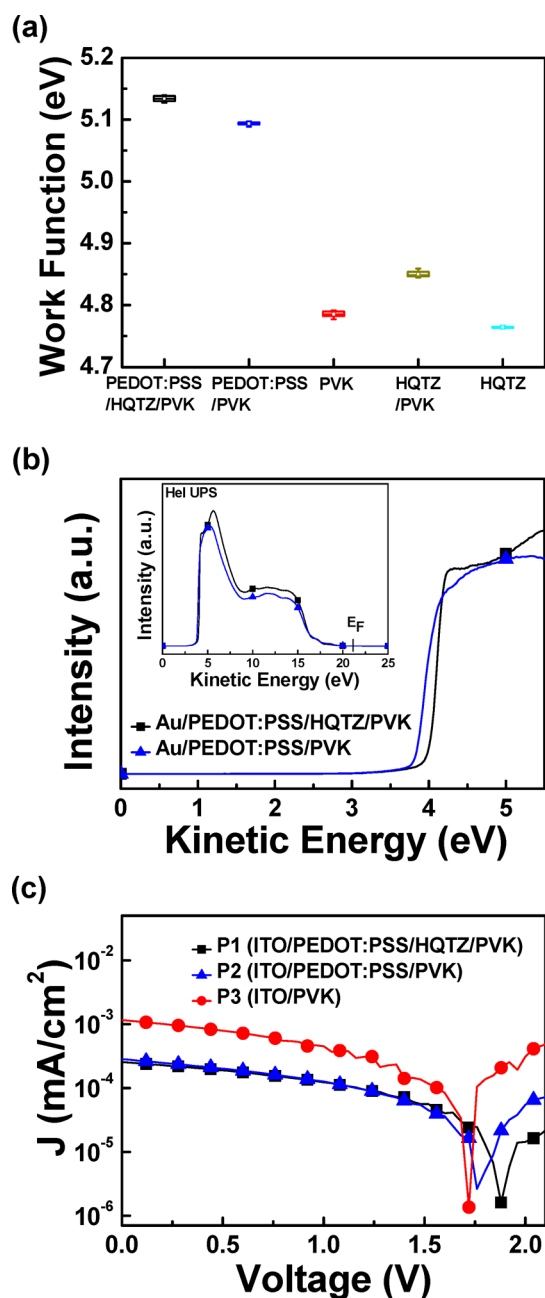 (a)
Work Function (eV)
5.2
5.1
5.0
4.9
4.8
4.7
PEDOT:PSS
/HQTZ/PVK
PEDOT:PSS
/PVK
PVK
HQTZ
/PVK
HQTZ
(b)
Intensity (a.u.)
HeI UPS
Intensity (a.u.)
E_F
0 5 10 15 20 25
Kinetic Energy (eV)
Au/PEDOT:PSS/HQTZ/PVK
Au/PEDOT:PSS/PVK
0 1 2 3 4 5
Kinetic Energy (eV)
(c)
J (mA/cm²)
P1 (ITO/PEDOT:PSS/HQTZ/PVK)
P2 (ITO/PEDOT:PSS/PVK)
P3 (ITO/PVK)
10⁻²
10⁻³
10⁻⁴
10⁻⁵
10⁻⁶
0.0 0.5 1.0 1.5 2.0
Voltage (V)